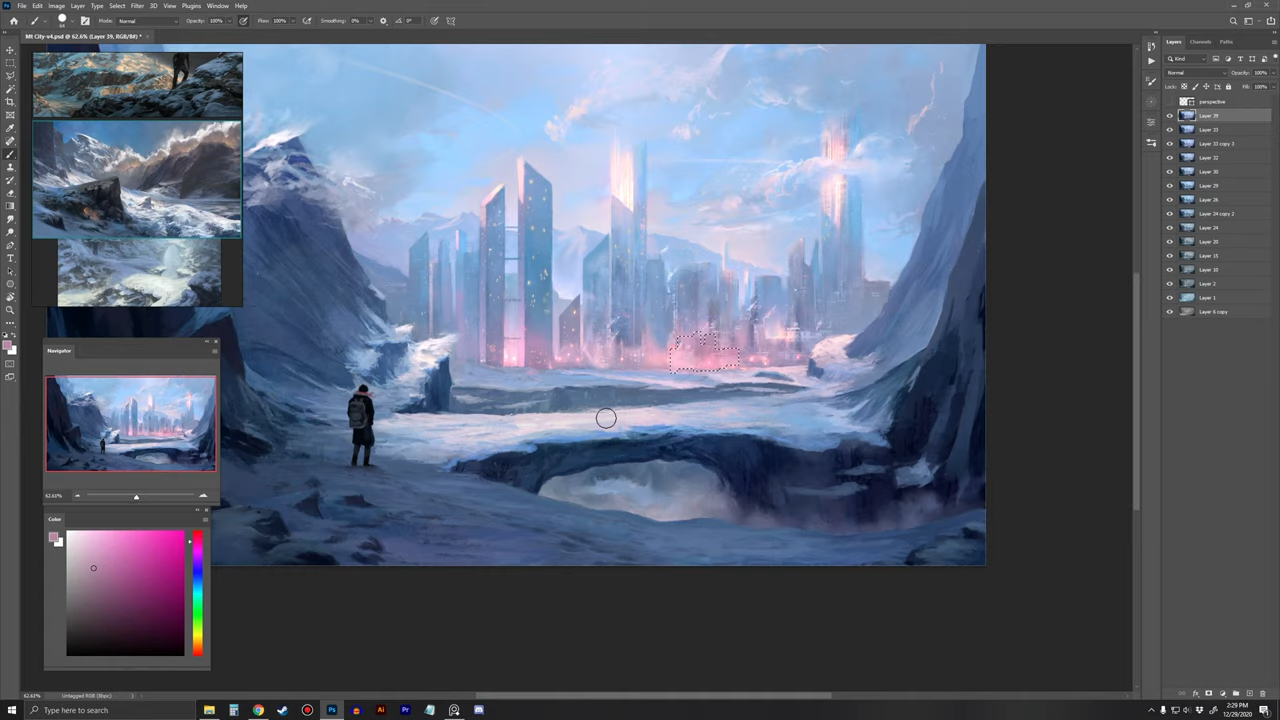 File Edit Image Layer Type Select Filter 3D View Plugins Window Help
Mode: Normal Opacity: 100% Flow: 100% Smoothing: 0% 0°
Mt City-v4.psd @ 62.6% (Layer 39, RGB/8#) *
Layers Channels Paths
Kind
Normal Opacity: 100%
Lock: Fill: 100%
perspective
Layer 39
Layer 33
Layer 33 copy 3
Layer 32
Layer 30
Layer 29
Layer 26
Layer 24 copy 2
Layer 24
Layer 20
Layer 15
Layer 10
Layer 2
Layer 1
Layer 6 copy
Navigator
62.61%
Color
62.61% Untagged RGB (8bpc)
Type here to search
2:29 PM
12/29/2020